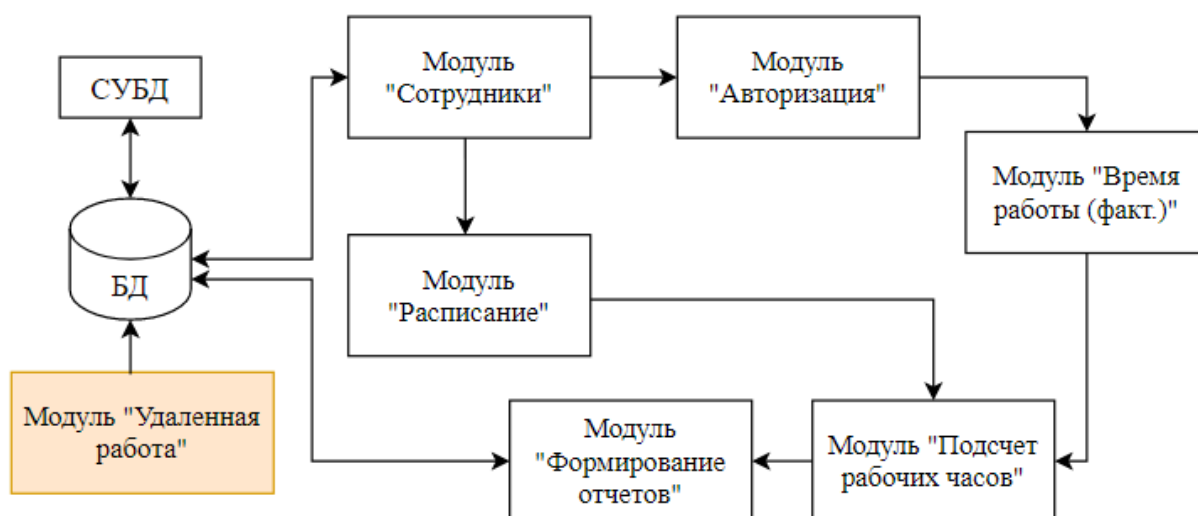 СУБД
БД
Модуль "Удаленная
работа"
Модуль
"Сотрудники"
Модуль
"Авторизация"
Модуль "Время
работы (факт.)"
Модуль
"Расписание"
Модуль
"Формирование
отчетов"
Модуль "Подсчет
рабочих часов"